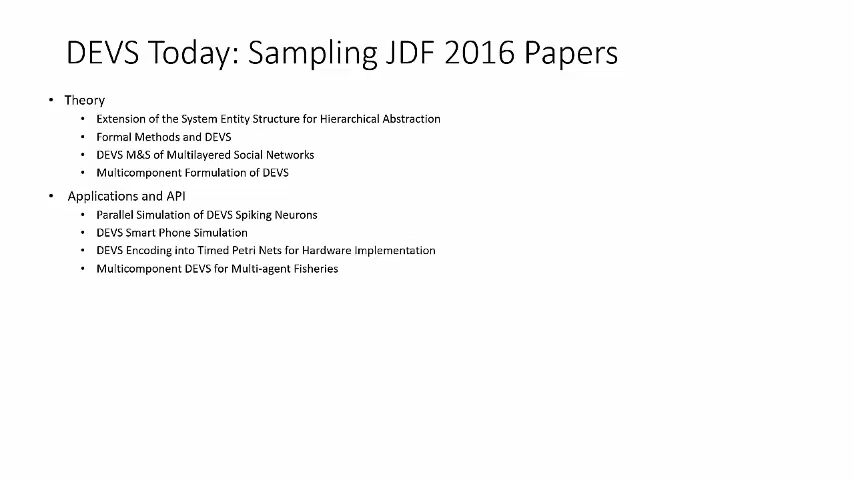 DEVS Today: Sampling JDF 2016 Papers
• Theory
• Extension of the System Entity Structure for Hierarchical Abstraction
• Formal Methods and DEVS
• DEVS M&S of Multilayered Social Networks
• Multicomponent Formulation of DEVS
• Applications and API
• Parallel Simulation of DEVS Spiking Neurons
• DEVS Smart Phone Simulation
• DEVS Encoding into Timed Petri Nets for Hardware Implementation
• Multicomponent DEVS for Multi-agent Fisheries